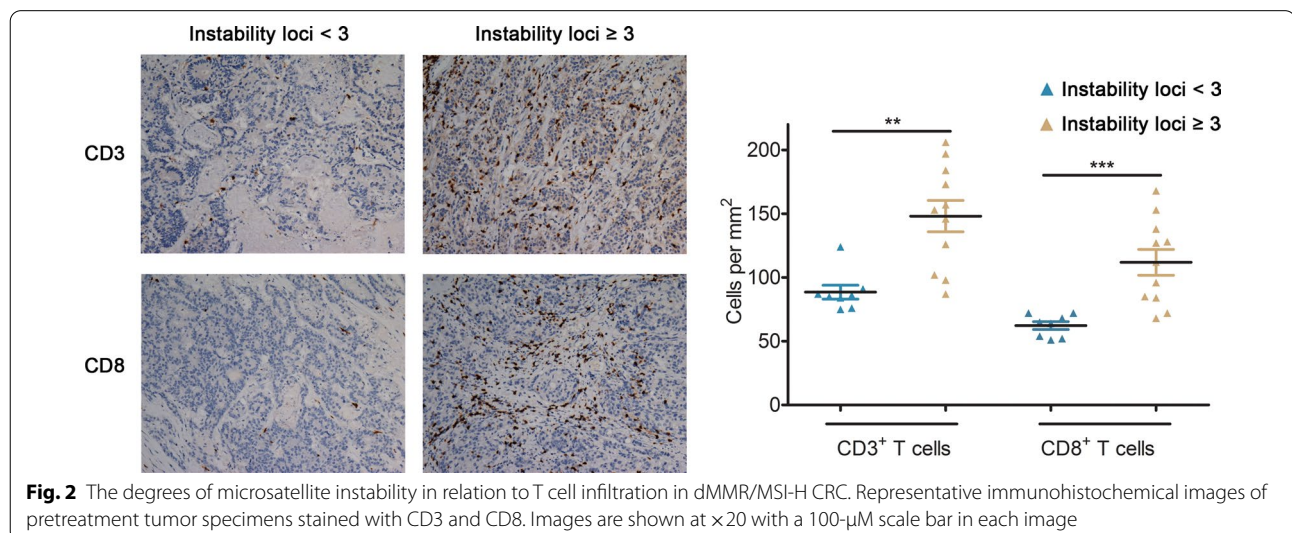 Instability loci < 3
Instability loci ≥ 3
CD3
CD8
Instability loci < 3
Instability loci ≥ 3
**
***
Cells per mm²
200
150
100
50
0
CD3⁺ T cells
CD8⁺ T cells
Fig. 2 The degrees of microsatellite instability in relation to T cell infiltration in dMMR/MSI-H CRC. Representative immunohistochemical images of
pretreatment tumor specimens stained with CD3 and CD8. Images are shown at ×20 with a 100-μM scale bar in each image